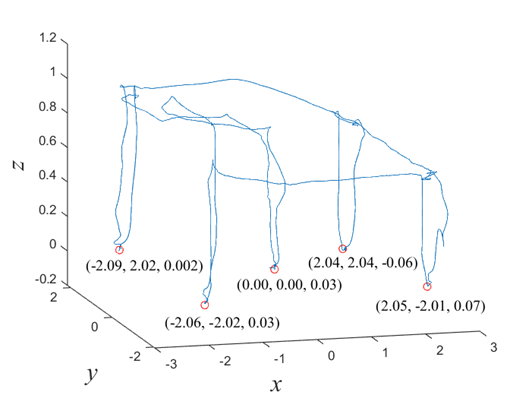 1.2
1
0.8
0.6
0.4
0.2
0
-0.2
z
(-2.09, 2.02, 0.002)
(2.04, 2.04, -0.06)
(0.00, 0.00, 0.03)
(2.05, -2.01, 0.07)
(-2.06, -2.02, 0.03)
2
0
-2
y
-3
-2
-1
0
1
2
3
x